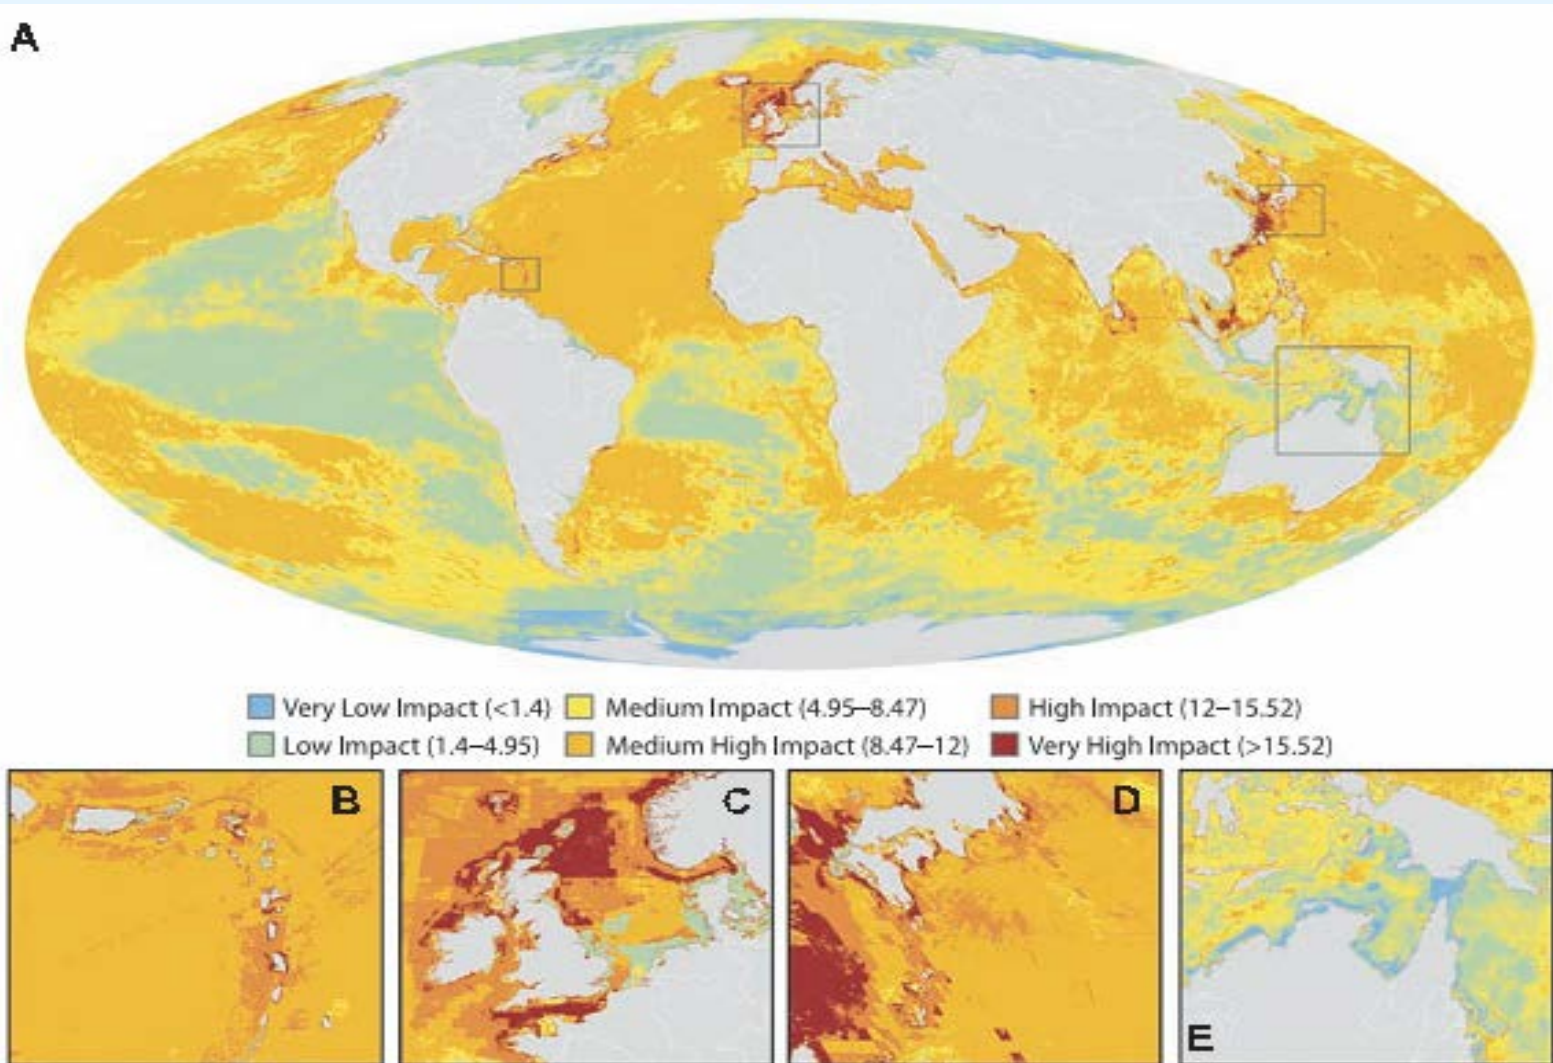 A
Very Low Impact (<1.4) Medium Impact (4.95–8.47) High Impact (12–15.52)
Low Impact (1.4–4.95) Medium High Impact (8.47–12) Very High Impact (>15.52)
B C D
E